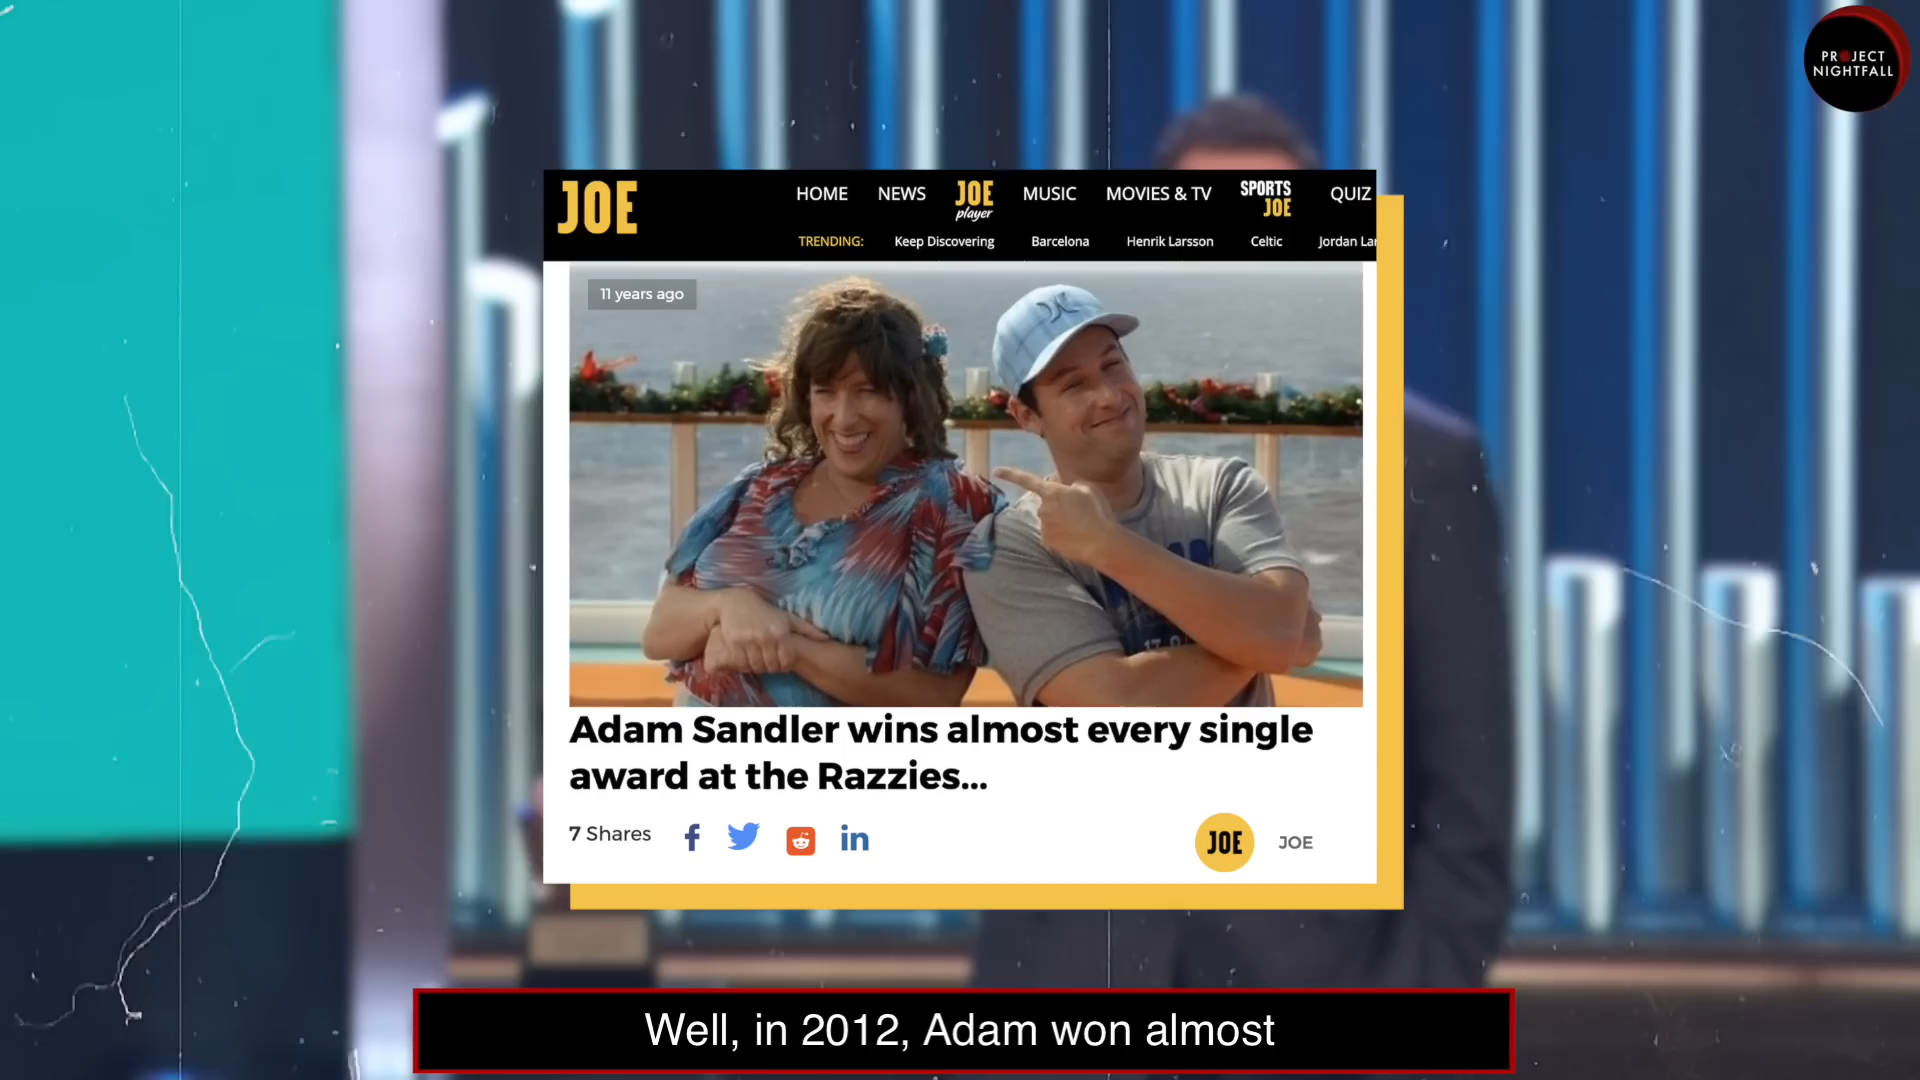 PROJECT
NIGHTFALL
JOE
HOME NEWS JOE player MUSIC MOVIES & TV SPORTS JOE QUIZ
TRENDING: Keep Discovering Barcelona Henrik Larsson Celtic Jordan Lar
11 years ago
Adam Sandler wins almost every single
award at the Razzies...
7 Shares
JOE JOE
Well, in 2012, Adam won almost